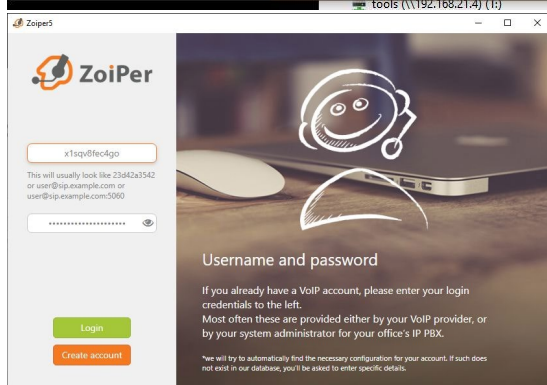 tools (\\192.168.21.4) (T:)
Zoiper5
ZoiPer
x1sqv8fec4go
This will usually look like 23d42a3542
or user@sip.example.com or
user@sip.example.com:5060
Login
Create account
Username and password
If you already have a VoIP account, please enter your login
credentials to the left.
Most often these are provided either by your VoIP provider, or
by your system administrator for your office's IP PBX.
*we will try to automatically find the necessary configuration for your account. If such does
not exist in our database, you'll be asked to enter specific details.